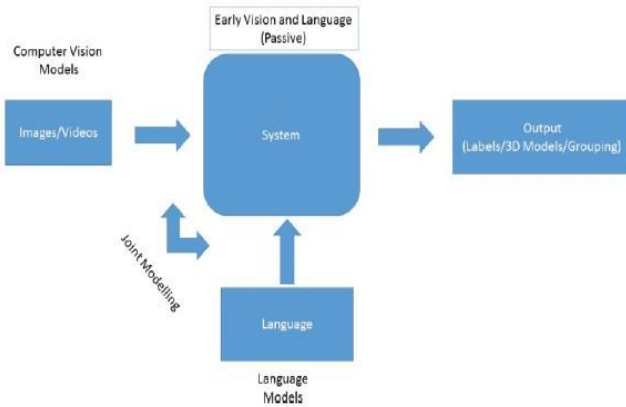 Early Vision and Language
(Passive)
Computer Vision
Models
Images/Videos
System
Output
(Labels/3D Models/Grouping)
Joint Modelling
Language
Language
Models